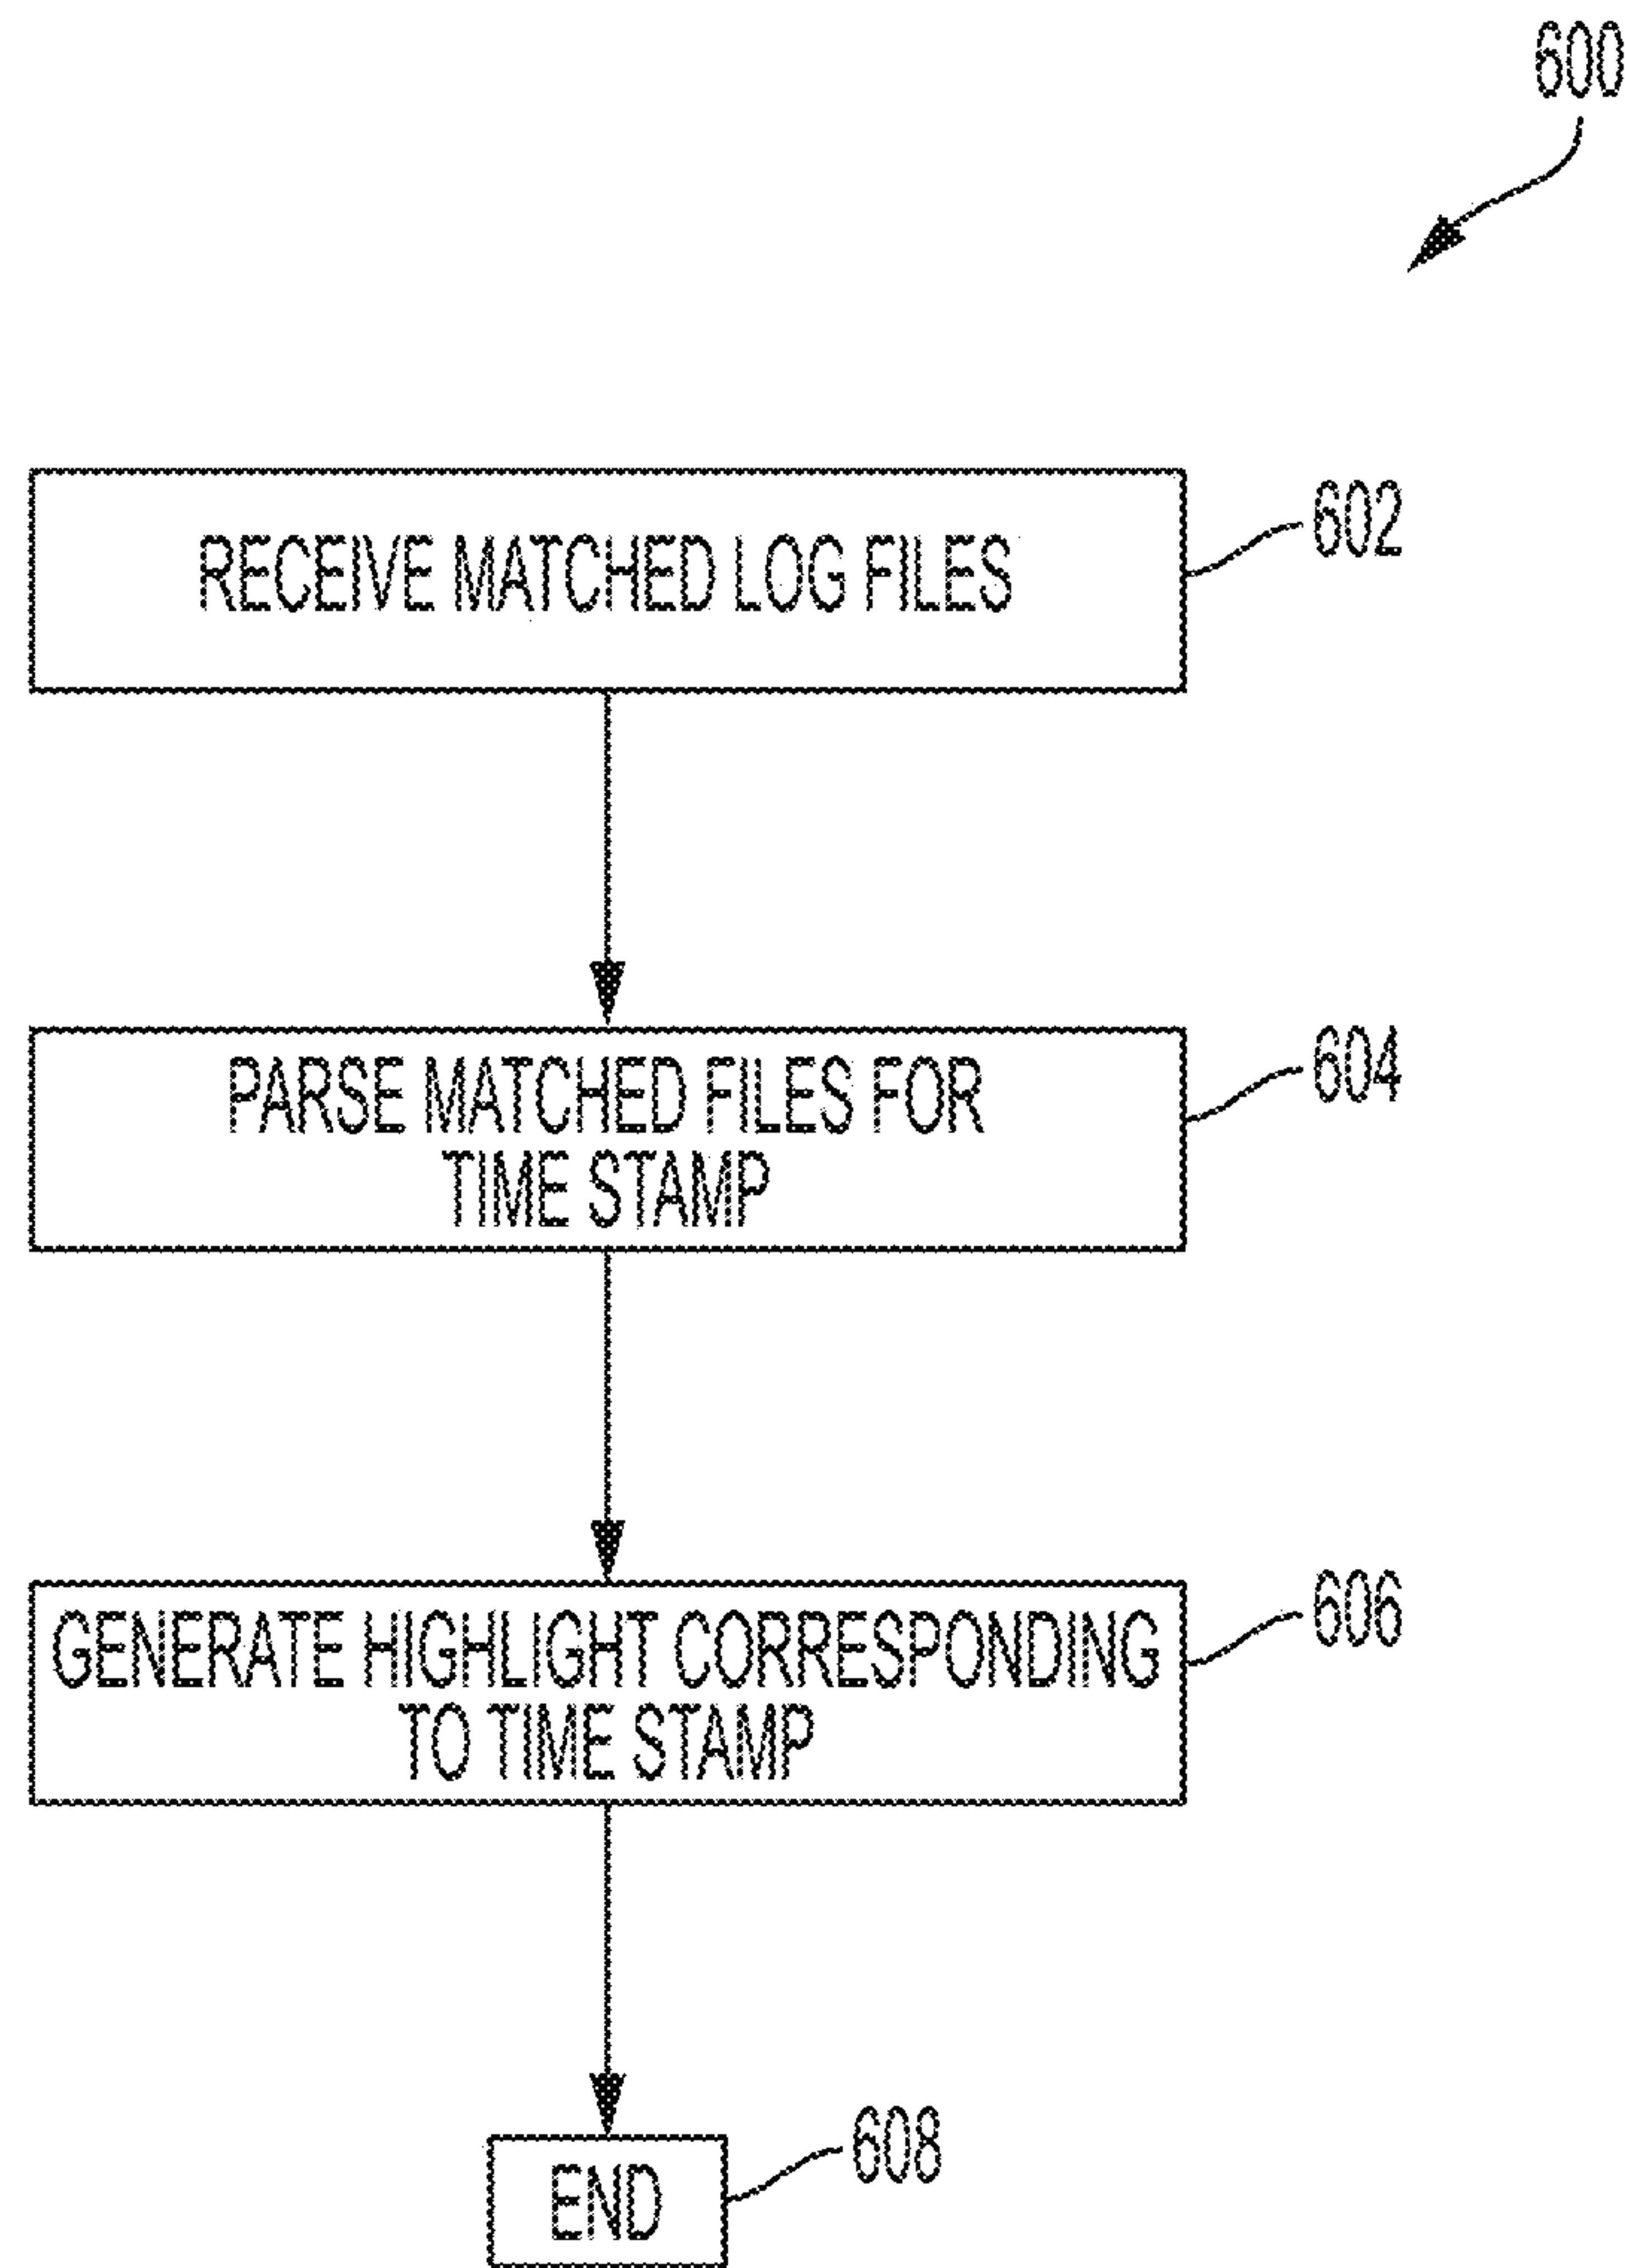 600
RECEIVE MATCHED LOG FILES
602
PARSE MATCHED FILES FOR
TIME STAMP
604
GENERATE HIGHLIGHT CORRESPONDING
TO TIME STAMP
606
END
608